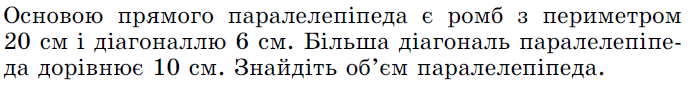 Основою прямого паралелепіпеда є ромб з периметром
20 см і діагоналлю 6 см. Більша діагональ паралелепіпе-
да дорівнює 10 см. Знайдіть об’єм паралелепіпеда.